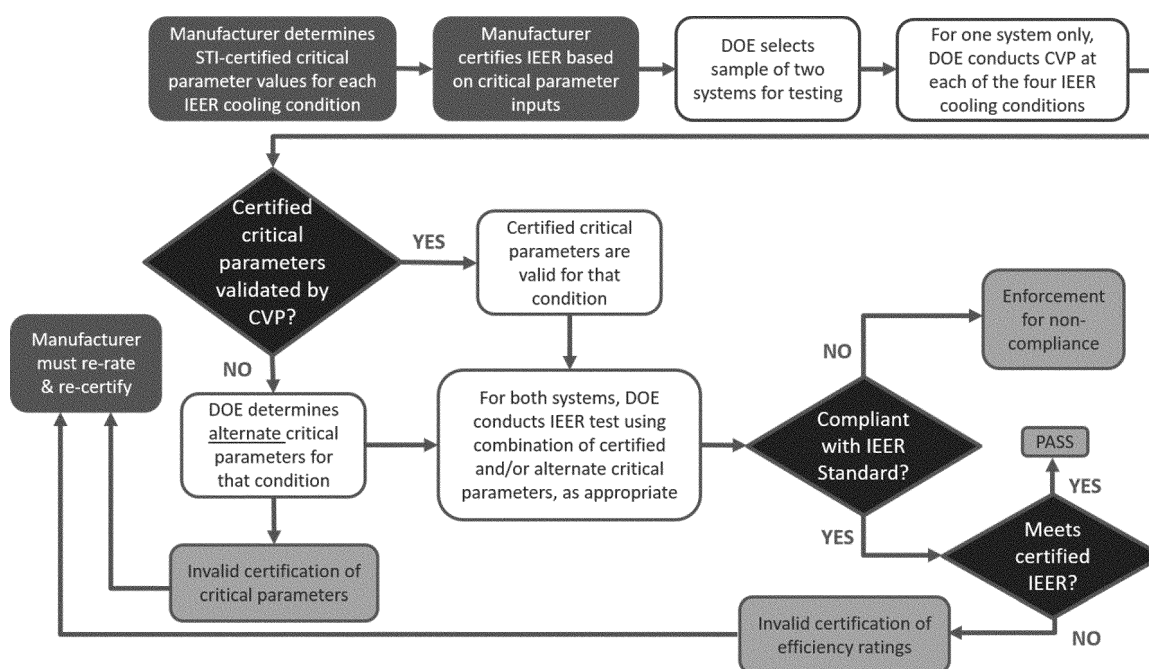 Manufacturer determines
STI-certified critical
parameter values for each
IEER cooling condition
Manufacturer
certifies IEER based
on critical parameter
inputs
DOE selects
sample of two
systems for testing
For one system only,
DOE conducts CVP at
each of the four IEER
cooling conditions
Certified
critical
parameters
validated by
CVP?
YES
Certified critical
parameters are
valid for that
condition
NO
DOE determines
alternate critical
parameters for
that condition
Invalid certification of
critical parameters
Manufacturer
must re-rate
& re-certify
For both systems, DOE
conducts IEER test using
combination of certified
and/or alternate critical
parameters, as appropriate
Compliant
with IEER
Standard?
NO
Enforcement
for non-
compliance
YES
Meets
certified
IEER?
YES
PASS
NO
Invalid certification of
efficiency ratings